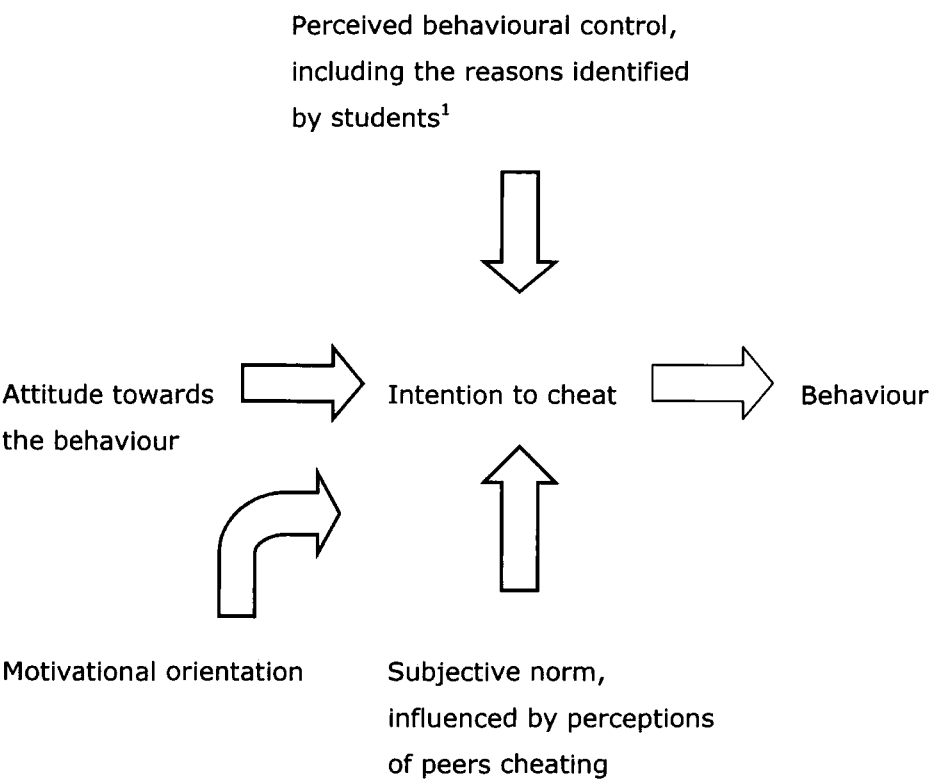 Perceived behavioural control,
including the reasons identified
by students¹
Attitude towards
the behaviour
Intention to cheat
Behaviour
Motivational orientation
Subjective norm,
influenced by perceptions
of peers cheating